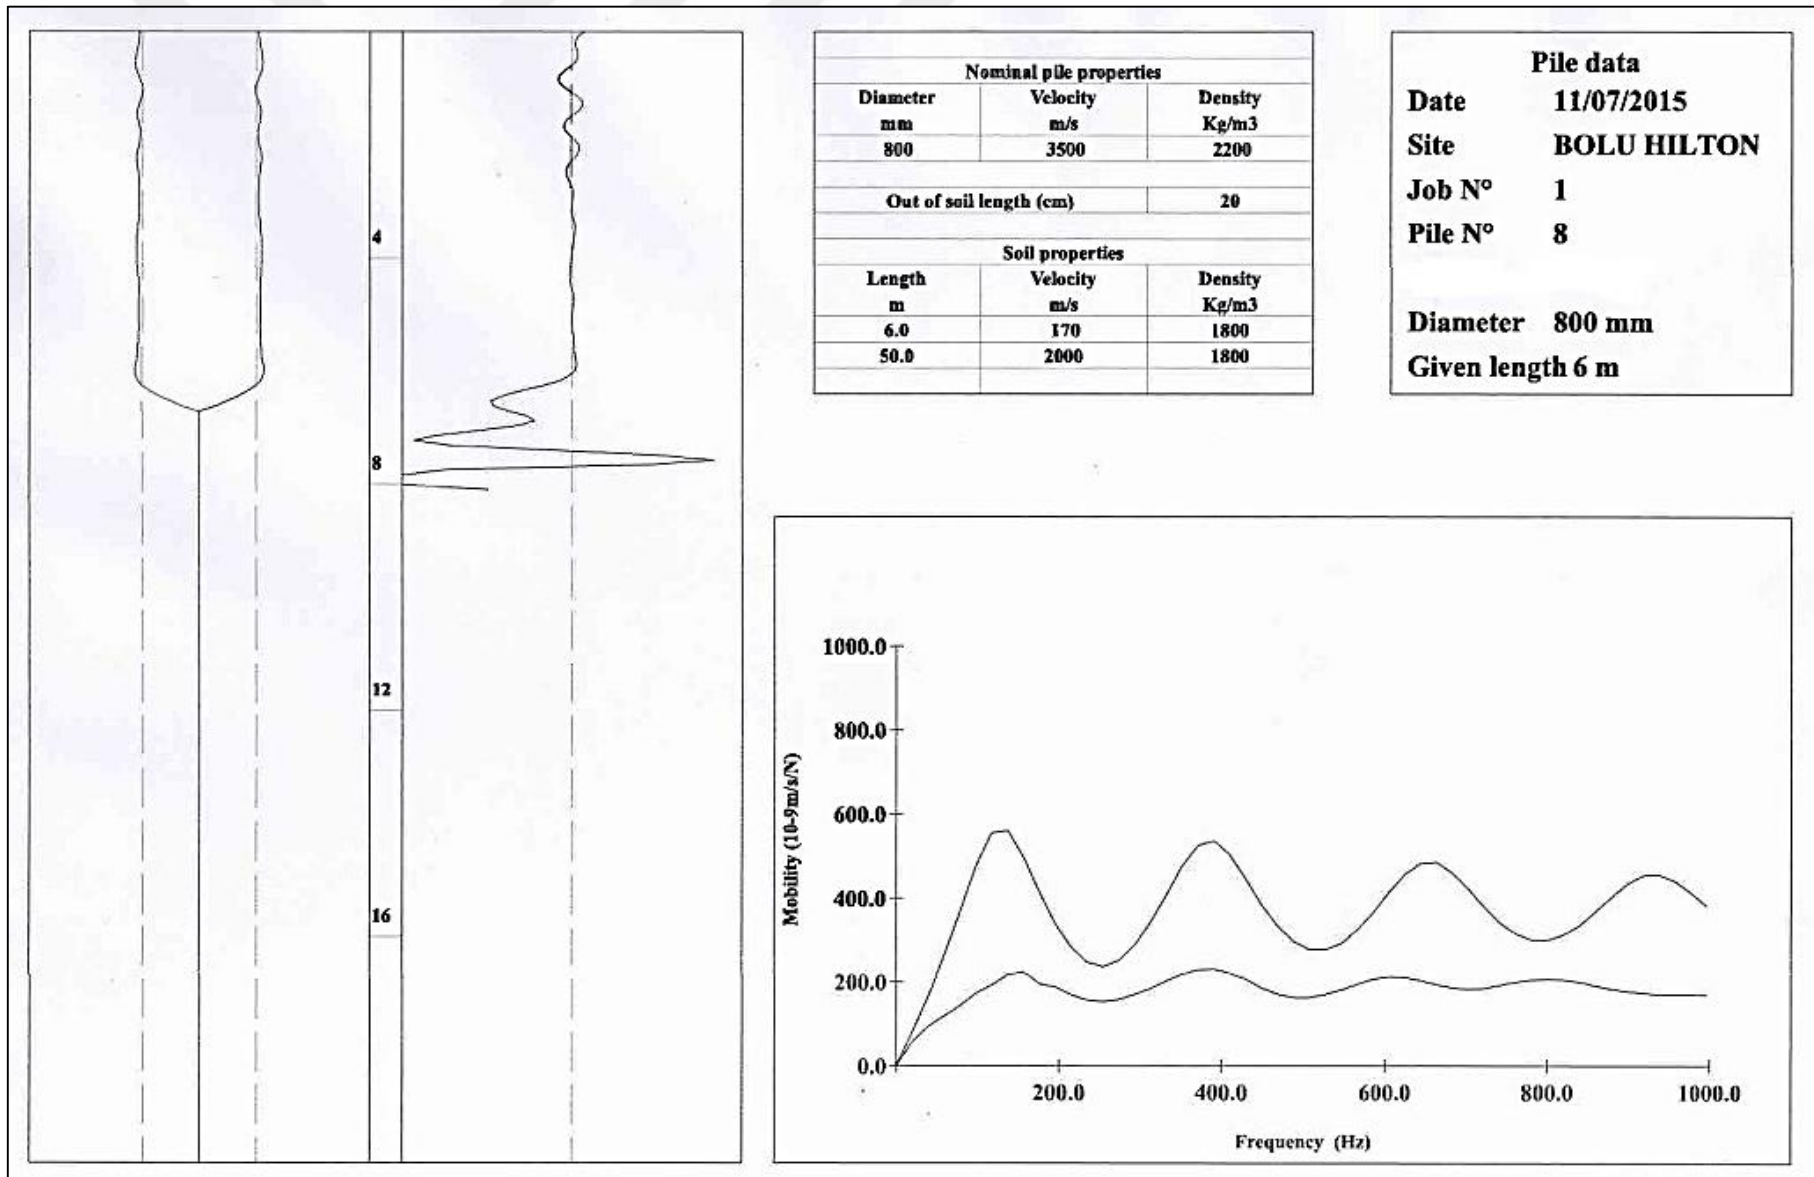 4
8
12
16
Nominal pile properties
Diameter Velocity Density
mm m/s Kg/m3
800 3500 2200
Out of soil length (cm) 20
Soil properties
Length Velocity Density
m m/s Kg/m3
6.0 170 1800
50.0 2000 1800
Pile data
Date 11/07/2015
Site BOLU HILTON
Job N° 1
Pile N° 8
Diameter 800 mm
Given length 6 m
Mobility (10-9m/s/N)
1000.0
800.0
600.0
400.0
200.0
0.0
200.0 400.0 600.0 800.0 1000.0
Frequency (Hz)